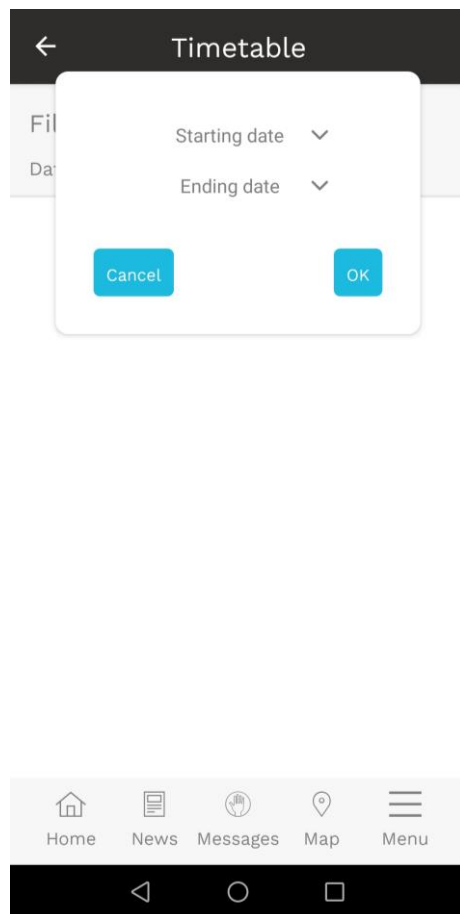 Timetable
Starting date
Ending date
Cancel OK
Home News Messages Map Menu